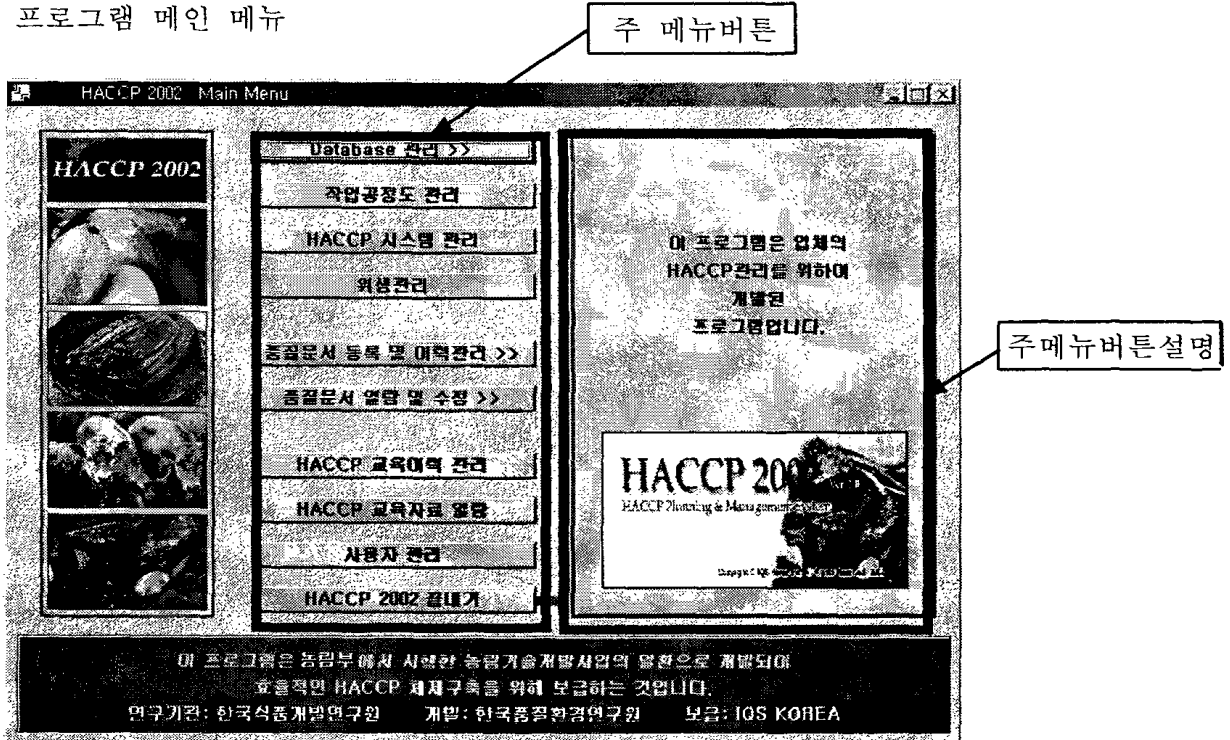 프로그램 메인 메뉴
주 메뉴버튼
HACCP 2002 Main Menu
HACCP 2002
Database 관리 >>
작업공정도 관리
HACCP 시스템 관리
위생관리
품질문서 등록 및 이력관리 >>
품질문서 열람 및 수정 >>
HACCP 교육이력 관리
HACCP 교육자료 열람
사용자 관리
HACCP 2002 끝내기
이 프로그램은 업체의
HACCP관리를 위하여
개발된
프로그램입니다.
주메뉴버튼설명
HACCP 2002
HACCP Planning & Management
이 프로그램은 농림부에서 시행한 농림기술개발사업의 일환으로 개발되어
효율적인 HACCP 체제구축을 위해 보급하는 것입니다.
연구기관: 한국식품개발연구원 개발: 한국품질환경연구원 보급: IQS KOREA